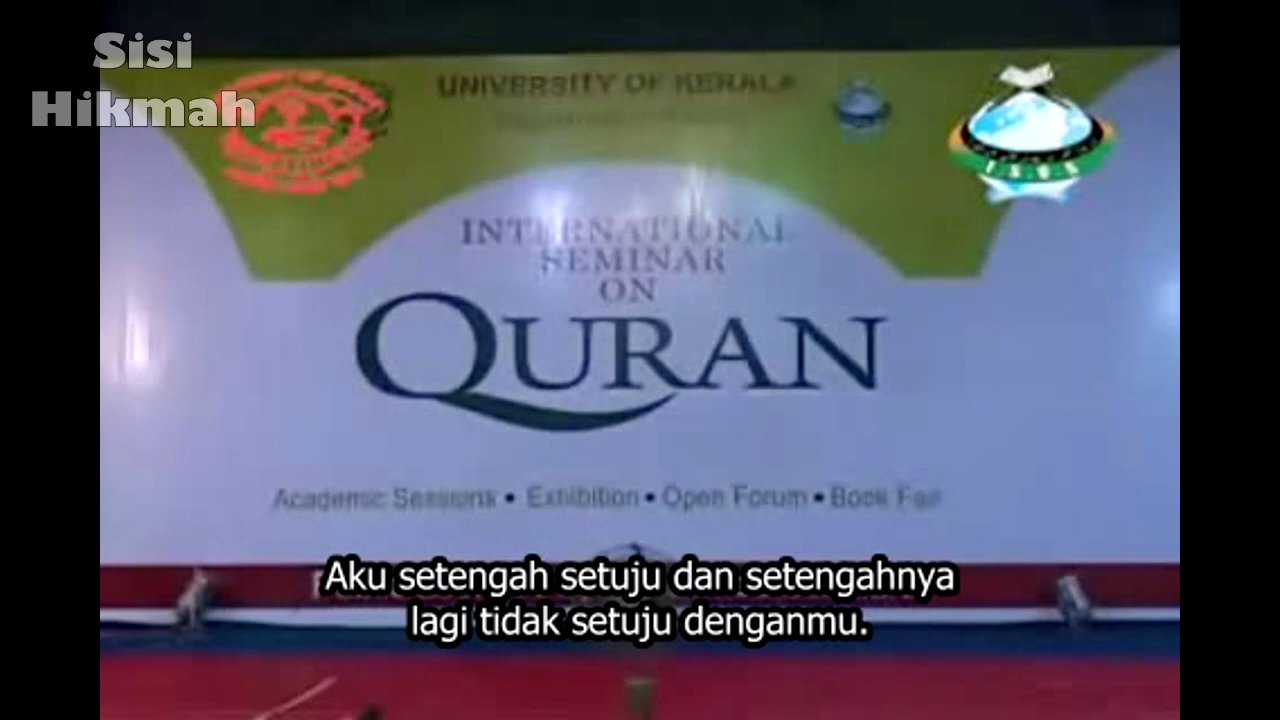 Sisi
Hikmah
UNIVERSITY OF KERALA
INTERNATIONAL
SEMINAR
ON
QURAN
Academic Sessions • Exhibition • Open Forum • Book Fair
Aku setengah setuju dan setengahnya
lagi tidak setuju denganmu.